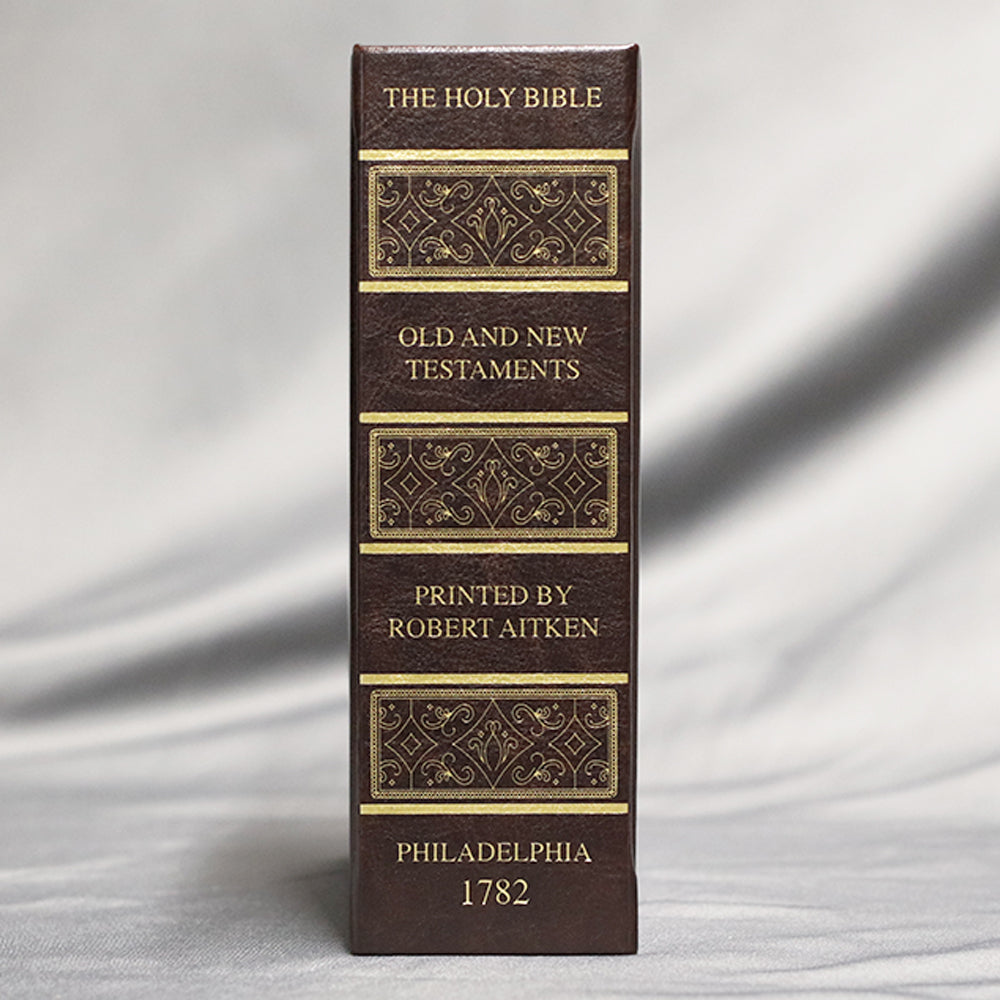 THE HOLY BIBLE
OLD AND NEW
TESTAMENTS
PRINTED BY
ROBERT AITKEN
PHILADELPHIA
1782